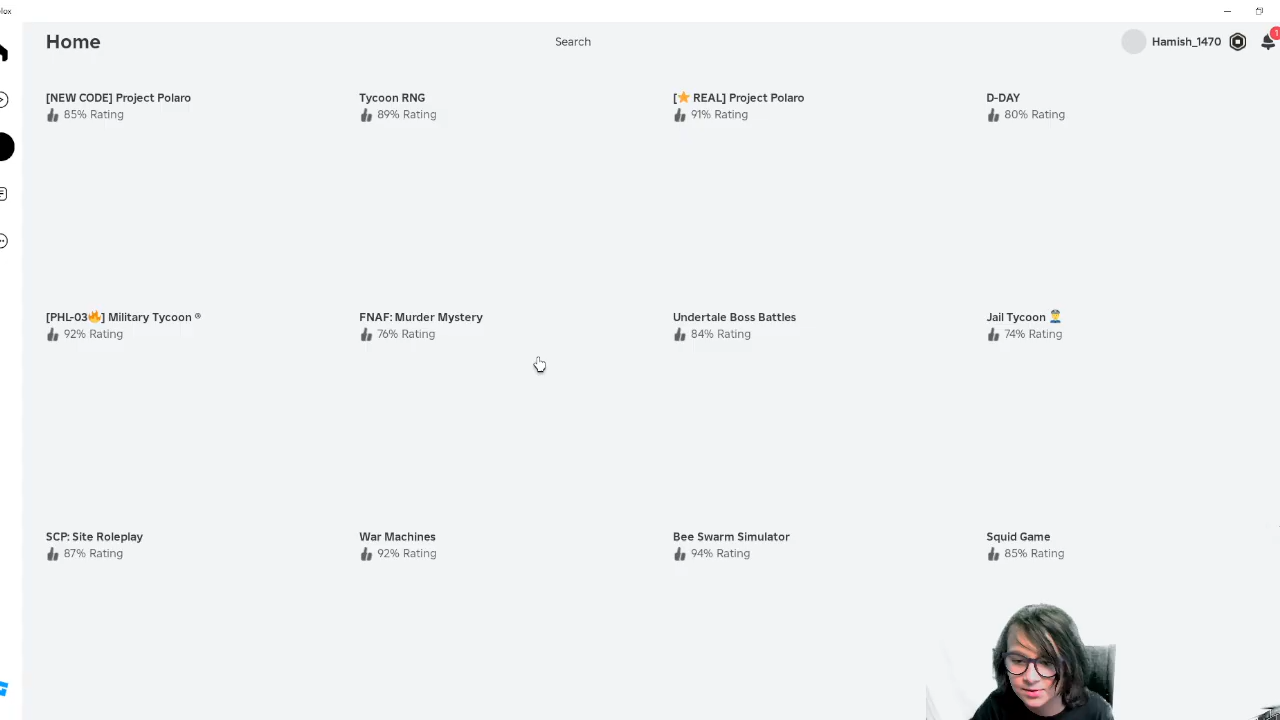 Home
Search
Hamish_1470
1
[NEW CODE] Project Polaro
85% Rating
Tycoon RNG
89% Rating
[⭐ REAL] Project Polaro
91% Rating
D-DAY
80% Rating
[PHL-03🔥] Military Tycoon ®
92% Rating
FNAF: Murder Mystery
76% Rating
Undertale Boss Battles
84% Rating
Jail Tycoon 👮
74% Rating
SCP: Site Roleplay
87% Rating
War Machines
92% Rating
Bee Swarm Simulator
94% Rating
Squid Game
85% Rating